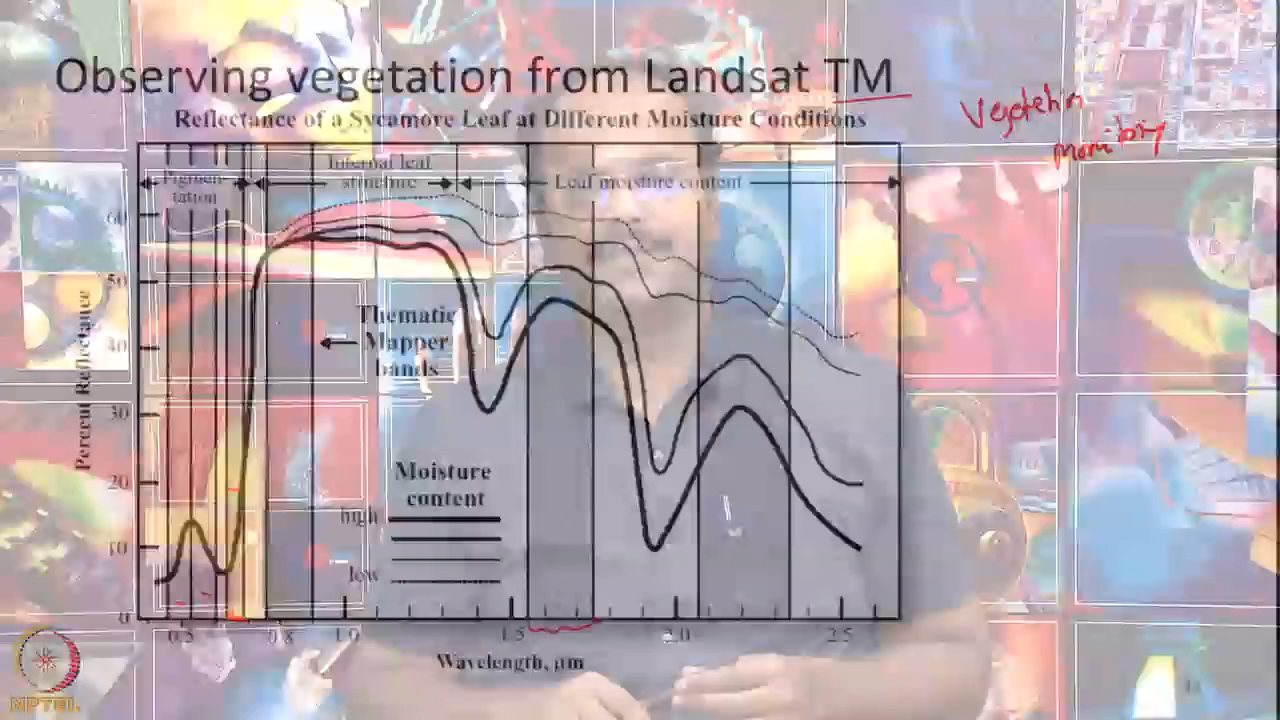 Observing vegetation from Landsat TM
Reflectance of a Sycamore Leaf at Different Moisture Conditions
Vegetation
Monitoring
Pigmen-
tation
Internal leaf
structure
Leaf moisture content
60
50
40
30
20
10
0
Percent Reflectance
Thematic
Mapper
bands
Moisture
content
high
low
0.5 0.8 1.0 1.5 2.0 2.5
Wavelength, μm
NPTEL